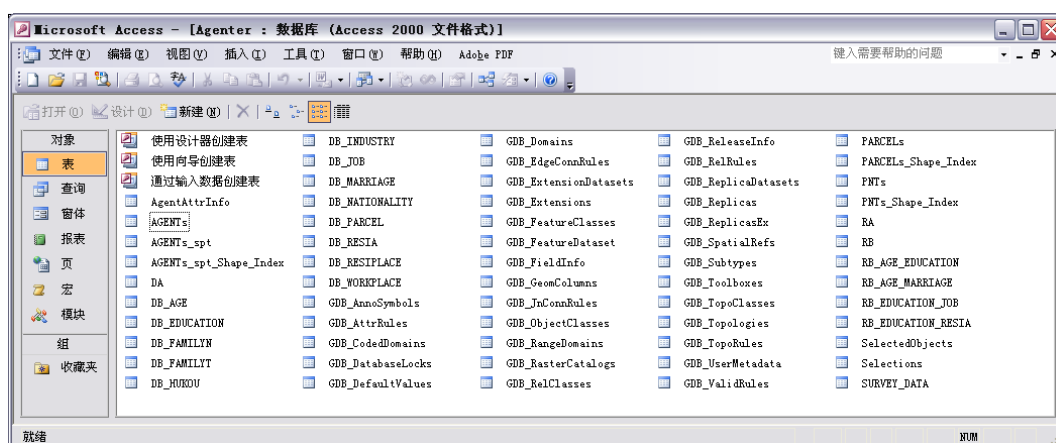 Microsoft Access - [Agenter : 数据库 (Access 2000 文件格式)]
文件(F) 编辑(E) 视图(V) 插入(I) 工具(T) 窗口(W) 帮助(H) Adobe PDF 键入需要帮助的问题
打开(O) 设计(D) 新建(N)
对象
表
查询
窗体
报表
页
宏
模块
组
收藏夹
使用设计器创建表
使用向导创建表
通过输入数据创建表
AgentAttrInfo
AGENTs
AGENTs_spt
AGENTs_spt_Shape_Index
DA
DB_AGE
DB_EDUCATION
DB_FAMILYN
DB_FAMILYT
DB_HUKOU
DB_INDUSTRY
DB_JOB
DB_MARRIAGE
DB_NATIONALITY
DB_PARCEL
DB_RESIA
DB_RESIPLACE
DB_WORKPLACE
GDB_AnnoSymbols
GDB_AttrRules
GDB_CodedDomains
GDB_DatabaseLocks
GDB_DefaultValues
GDB_Domains
GDB_EdgeConnRules
GDB_ExtensionDatasets
GDB_Extensions
GDB_FeatureClasses
GDB_FeatureDataset
GDB_FieldInfo
GDB_GeomColumns
GDB_JnConnRules
GDB_ObjectClasses
GDB_RangeDomains
GDB_RasterCatalogs
GDB_RelClasses
GDB_ReleaseInfo
GDB_RelRules
GDB_ReplicaDatasets
GDB_Replicas
GDB_ReplicasEx
GDB_SpatialRefs
GDB_Subtypes
GDB_Toolboxes
GDB_TopoClasses
GDB_Topologies
GDB_TopoRules
GDB_UserMetadata
GDB_ValidRules
PARCELs
PARCELs_Shape_Index
PNTs
PNTs_Shape_Index
RA
RB
RB_AGE_EDUCATION
RB_AGE_MARRIAGE
RB_EDUCATION_JOB
RB_EDUCATION_RESIA
SelectedObjects
Selections
SURVEY_DATA
就绪 NUM